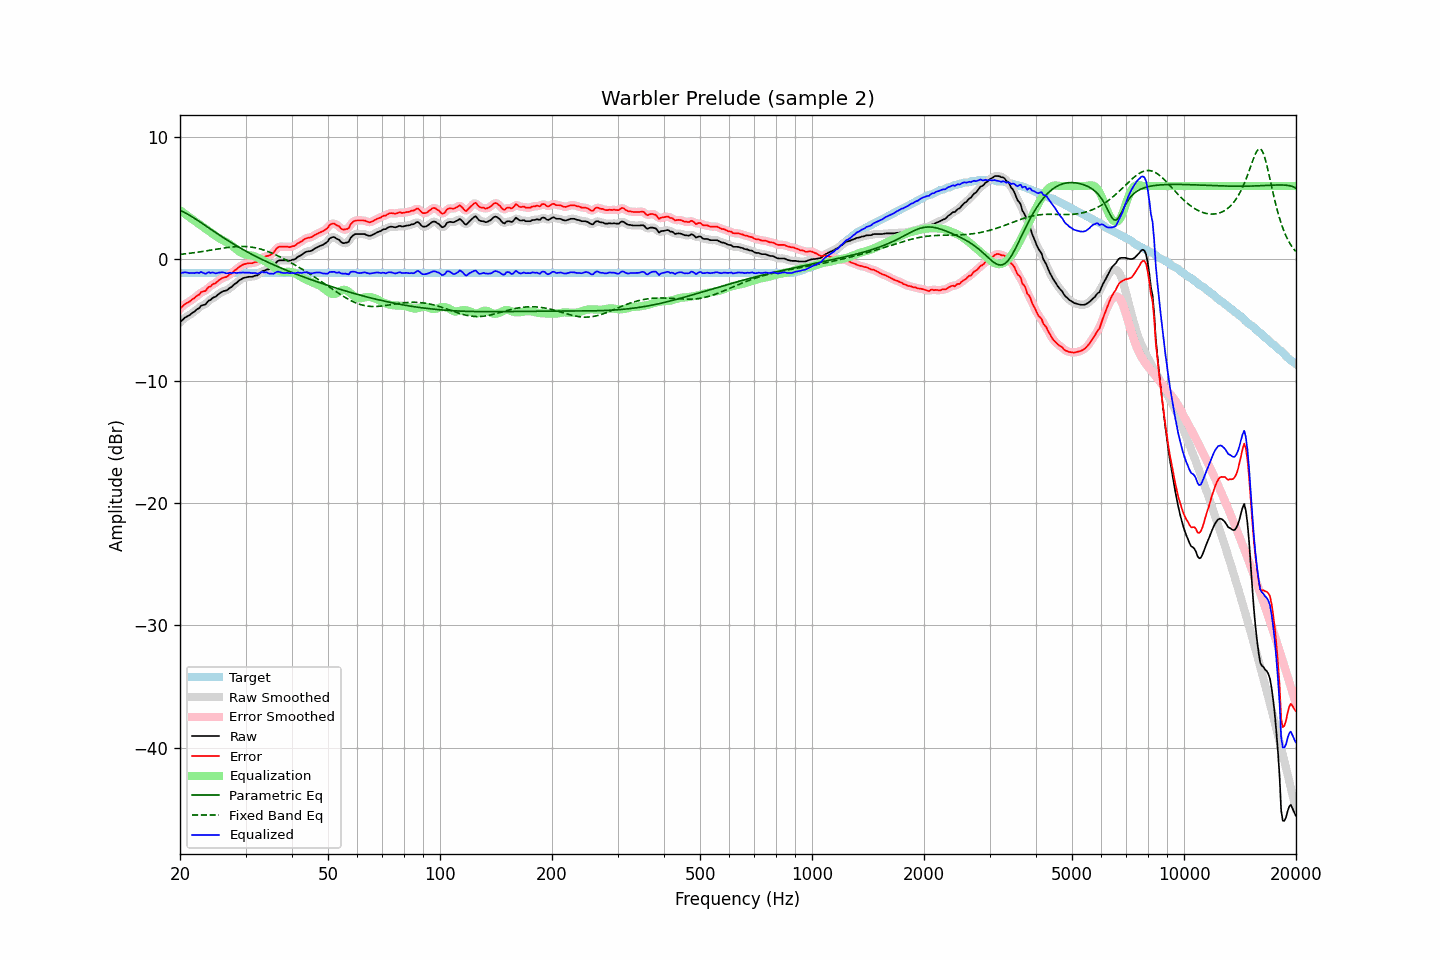 Warbler Prelude (sample 2)
10
0
−10
−20
−30
−40
Amplitude (dBr)
Target
Raw Smoothed
Error Smoothed
Raw
Error
Equalization
Parametric Eq
Fixed Band Eq
Equalized
20 50 100 200 500 1000 2000 5000 10000 20000
Frequency (Hz)